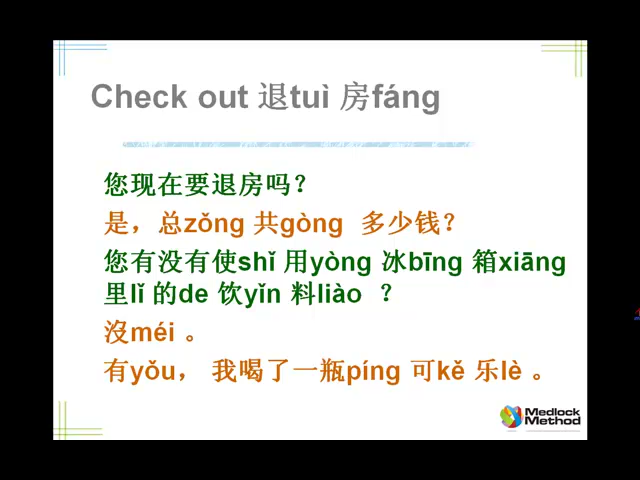 Check out 退tuì 房fáng
您现在要退房吗？
是，总zǒng 共gòng 多少钱？
您有没有使shǐ 用yòng 冰bīng 箱xiāng
里lǐ 的de 饮yǐn 料liào ？
沒méi 。
有yǒu， 我喝了一瓶píng 可kě 乐lè 。
Medlock
Method